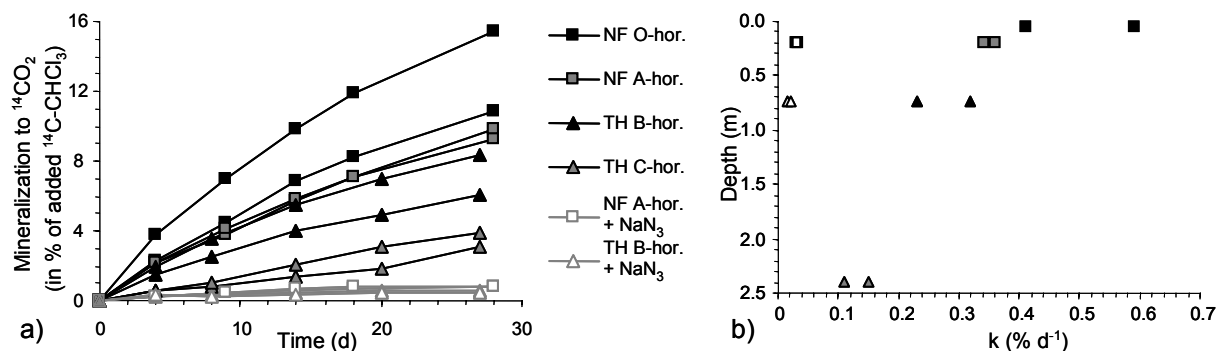 Mineralization to ¹⁴CO₂
(in % of added ¹⁴C-CHCl₃)
16
12
8
4
0
0
10
20
30
Time (d)
a)
NF O-hor.
NF A-hor.
TH B-hor.
TH C-hor.
NF A-hor.
+ NaN₃
TH B-hor.
+ NaN₃
Depth (m)
0.0
0.5
1.0
1.5
2.0
2.5
0
0.1
0.2
0.3
0.4
0.5
0.6
0.7
k (% d⁻¹)
b)